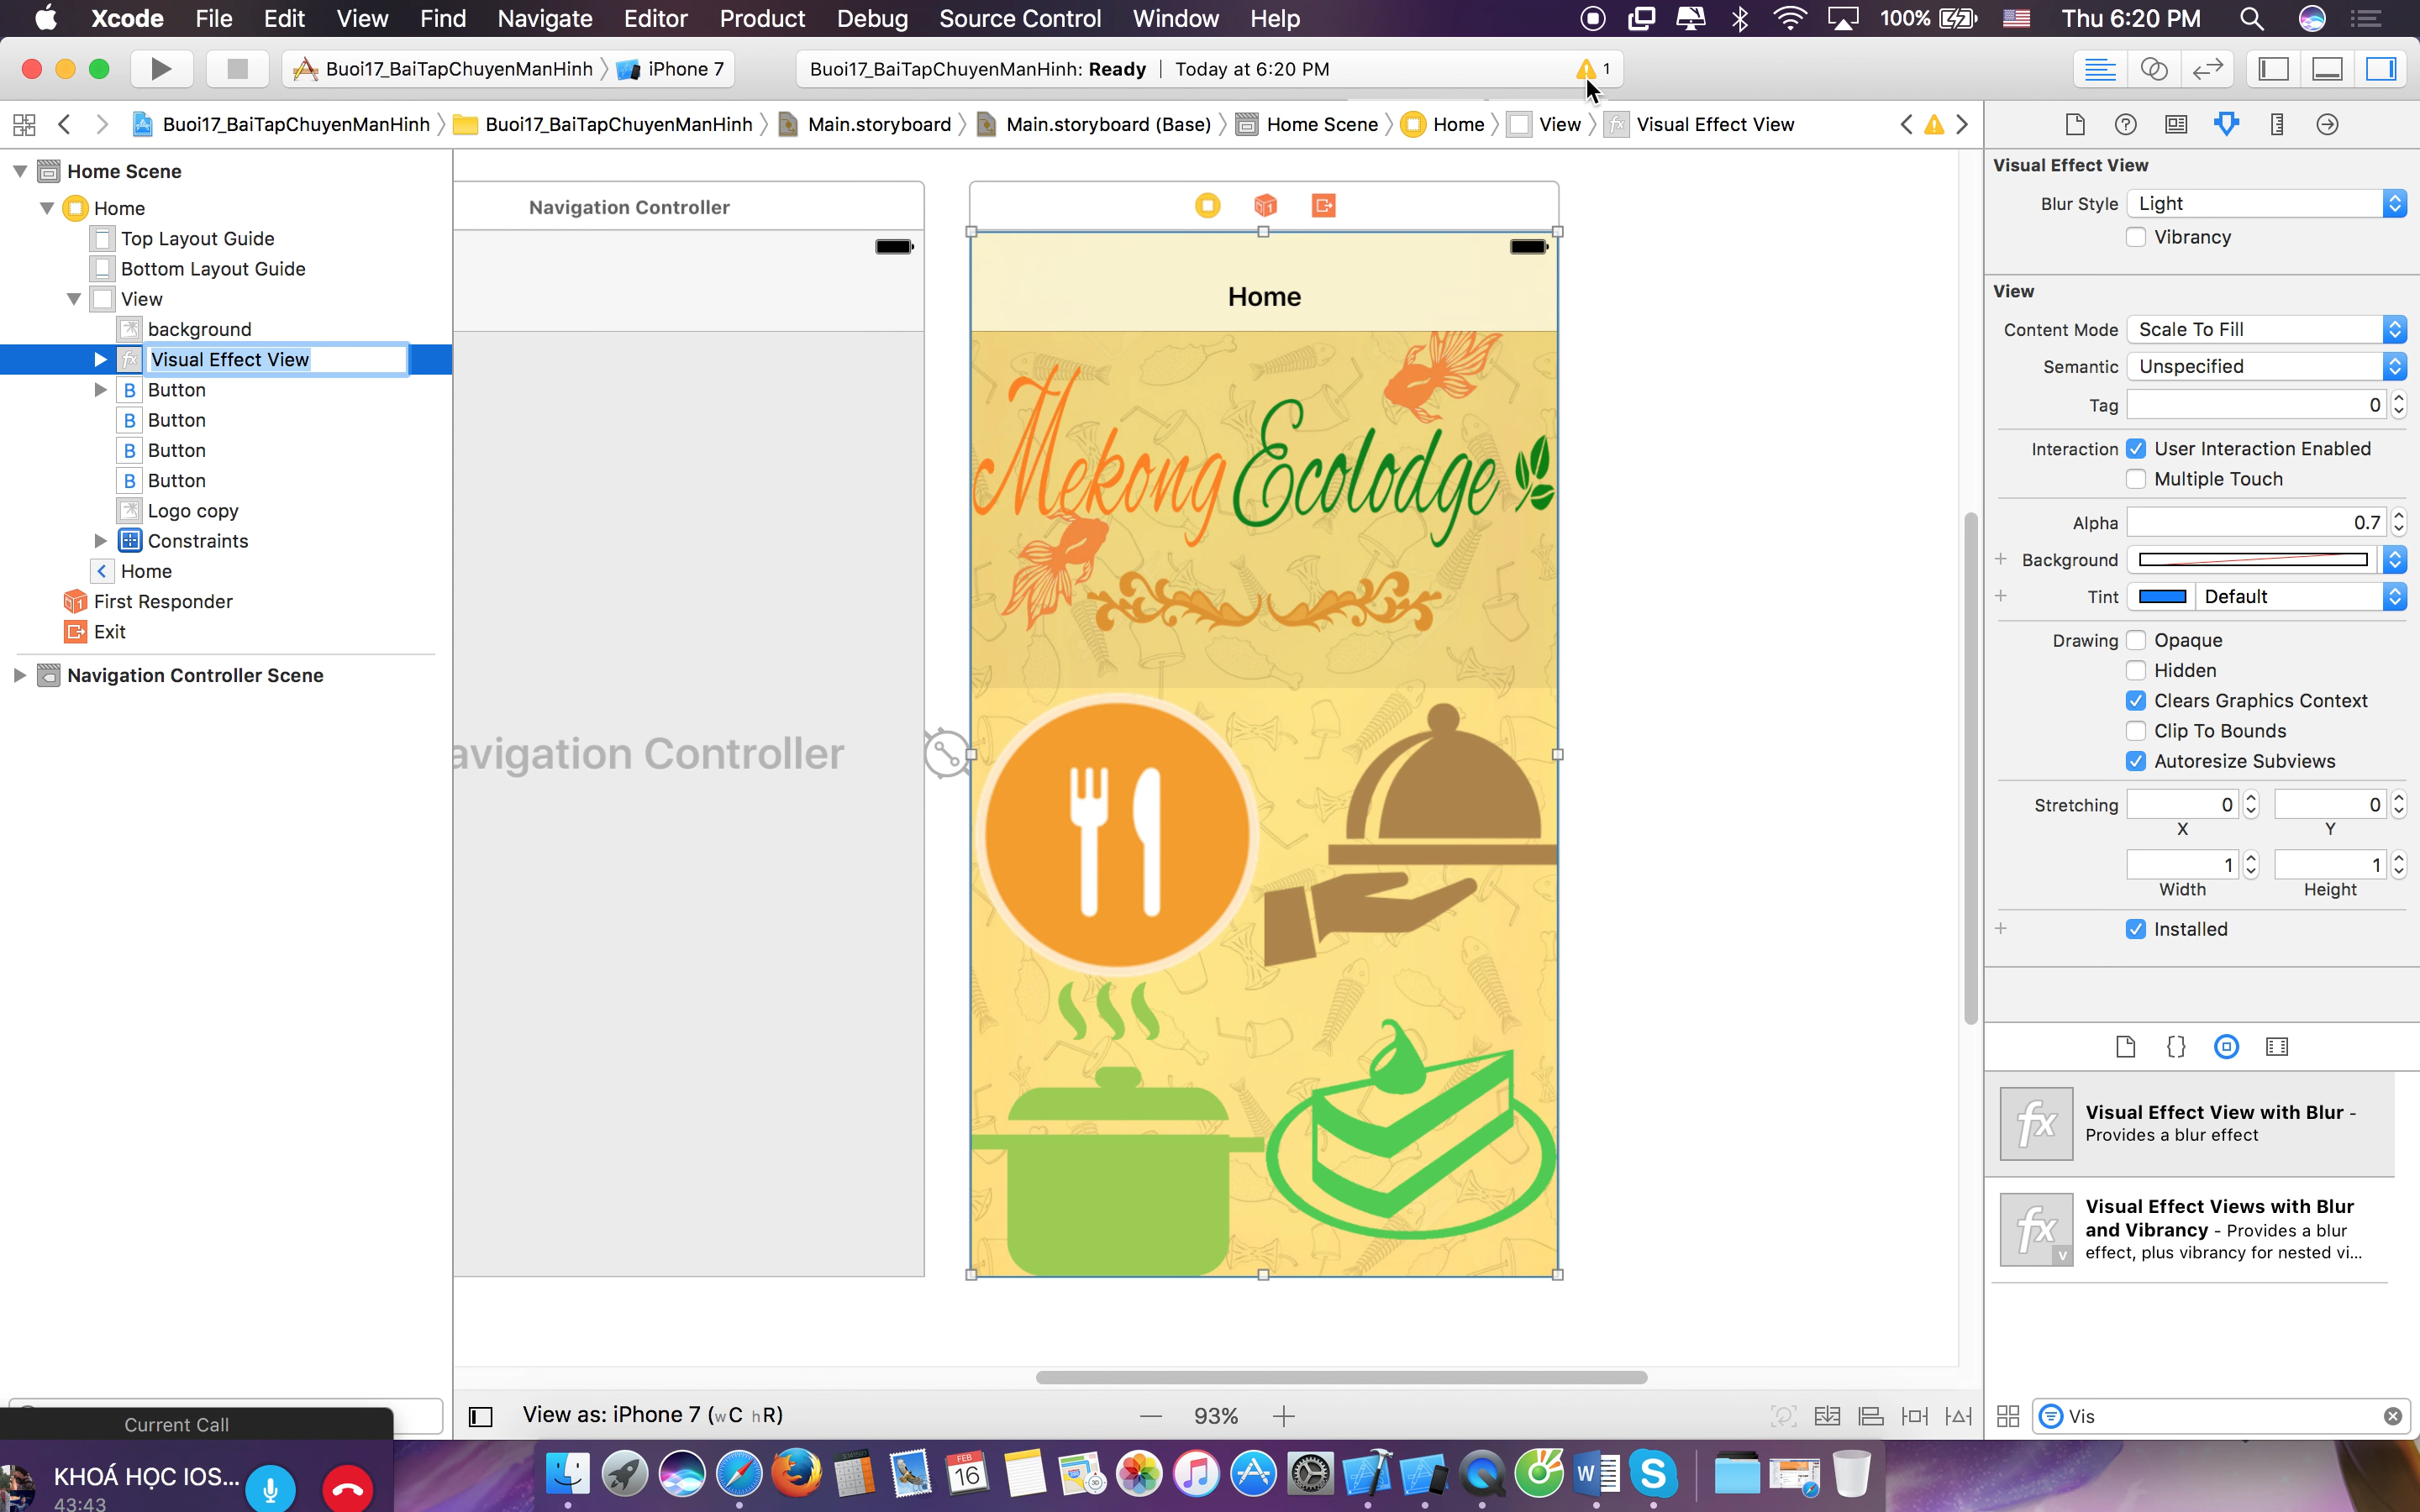 Xcode File Edit View Find Navigate Editor Product Debug Source Control Window Help 100% Thu 6:20 PM
Buoi17_BaiTapChuyenManHinh iPhone 7 Buoi17_BaiTapChuyenManHinh: Ready Today at 6:20 PM 1
Buoi17_BaiTapChuyenManHinh Buoi17_BaiTapChuyenManHinh Main.storyboard Main.storyboard (Base) Home Scene Home View Visual Effect View
Home Scene
Home
Top Layout Guide
Bottom Layout Guide
View
background
Visual Effect View
B Button
B Button
B Button
B Button
Logo copy
Constraints
Home
First Responder
Exit
Navigation Controller Scene
Navigation Controller
avigation Controller
Home
Mekong Ecolodge
Visual Effect View
Blur Style Light
Vibrancy
View
Content Mode Scale To Fill
Semantic Unspecified
Tag 0
Interaction User Interaction Enabled
Multiple Touch
Alpha 0.7
Background
Tint Default
Drawing Opaque
Hidden
Clears Graphics Context
Clip To Bounds
Autoresize Subviews
Stretching 0 0
X Y
1 1
Width Height
Installed
Visual Effect View with Blur -
Provides a blur effect
Visual Effect Views with Blur
and Vibrancy - Provides a blur
effect, plus vibrancy for nested vi...
View as: iPhone 7 (wC hR) 93%
Vis
Current Call
KHOÁ HỌC IOS...
43:43
FEB
16